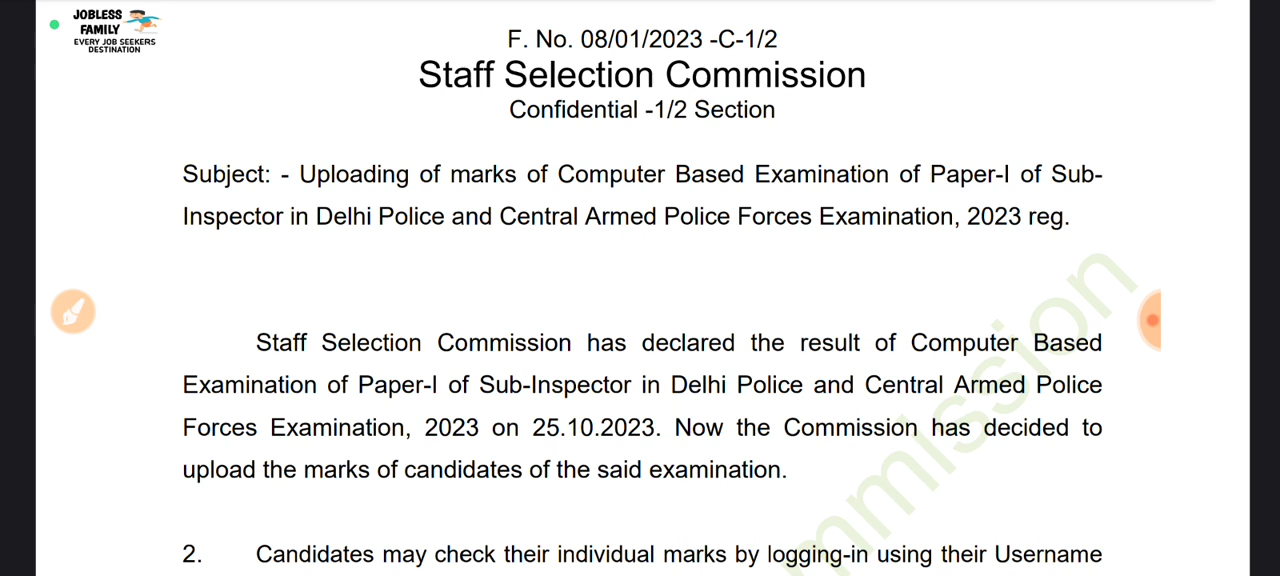 JOBLESS
FAMILY
EVERY JOB SEEKERS
DESTINATION
F. No. 08/01/2023 -C-1/2
Staff Selection Commission
Confidential -1/2 Section
Subject: - Uploading of marks of Computer Based Examination of Paper-I of Sub-
Inspector in Delhi Police and Central Armed Police Forces Examination, 2023 reg.
Staff Selection Commission has declared the result of Computer Based
Examination of Paper-I of Sub-Inspector in Delhi Police and Central Armed Police
Forces Examination, 2023 on 25.10.2023. Now the Commission has decided to
upload the marks of candidates of the said examination.
2. Candidates may check their individual marks by logging-in using their Username